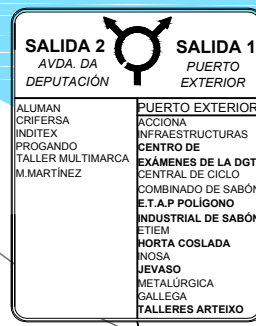 SALIDA 2
AVDA. DA
DEPUTACIÓN
SALIDA 1
PUERTO
EXTERIOR
ALUMAN
CRIFERSA
INDITEX
PROGANDO
TALLER MULTIMARCA
M.MARTÍNEZ
PUERTO EXTERIOR
ACCIONA
INFRAESTRUCTURAS
CENTRO DE
EXÁMENES DE LA DGT
CENTRAL DE CICLO
COMBINADO DE SABÓN
E.T.A.P POLÍGONO
INDUSTRIAL DE SABÓN
ETIEM
HORTA COSLADA
INOSA
JEVASO
METALÚRGICA
GALLEGA
TALLERES ARTEIXO